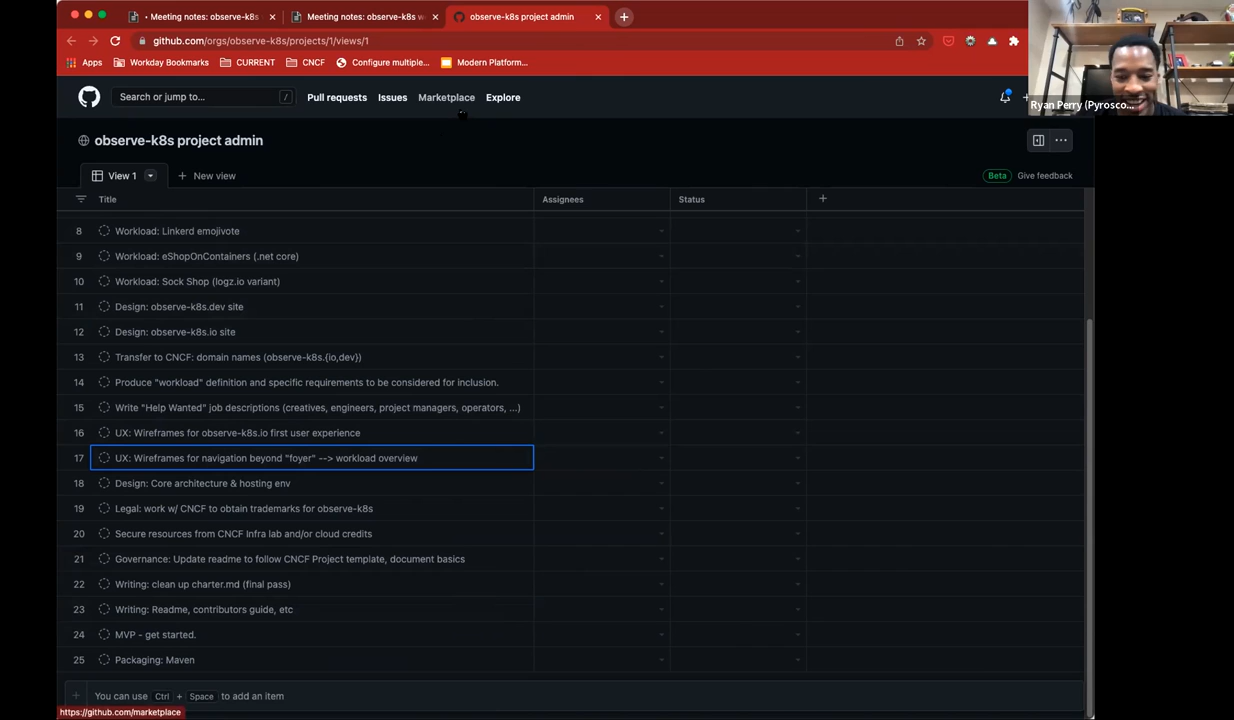 • Meeting notes: observe-k8s
Meeting notes: observe-k8s w
observe-k8s project admin
github.com/orgs/observe-k8s/projects/1/views/1
Apps
Workday Bookmarks
CURRENT
CNCF
Configure multiple...
Modern Platform...
Ryan Perry (Pyrosco...
Search or jump to...
/
Pull requests
Issues
Marketplace
Explore
observe-k8s project admin
View 1
New view
Beta
Give feedback
Title
Assignees
Status
8 Workload: Linkerd emojivote
9 Workload: eShopOnContainers (.net core)
10 Workload: Sock Shop (logz.io variant)
11 Design: observe-k8s.dev site
12 Design: observe-k8s.io site
13 Transfer to CNCF: domain names (observe-k8s.{io,dev})
14 Produce "workload" definition and specific requirements to be considered for inclusion.
15 Write "Help Wanted" job descriptions (creatives, engineers, project managers, operators, ...)
16 UX: Wireframes for observe-k8s.io first user experience
17 UX: Wireframes for navigation beyond "foyer" --> workload overview
18 Design: Core architecture & hosting env
19 Legal: work w/ CNCF to obtain trademarks for observe-k8s
20 Secure resources from CNCF Infra lab and/or cloud credits
21 Governance: Update readme to follow CNCF Project template, document basics
22 Writing: clean up charter.md (final pass)
23 Writing: Readme, contributors guide, etc
24 MVP - get started.
25 Packaging: Maven
You can use Ctrl + Space to add an item
https://github.com/marketplace